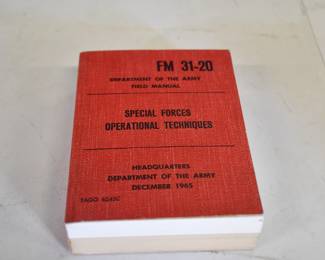 FM 31-20
DEPARTMENT OF THE ARMY
FIELD MANUAL
SPECIAL FORCES
OPERATIONAL TECHNIQUES
HEADQUARTERS
DEPARTMENT OF THE ARMY
DECEMBER 1965